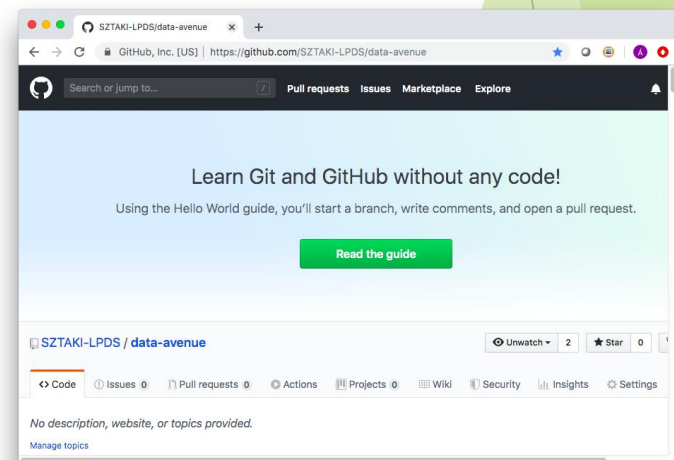 SZTAKI-LPDS/data-avenue × +
GitHub, Inc. [US] | https://github.com/SZTAKI-LPDS/data-avenue
Search or jump to... / Pull requests Issues Marketplace Explore
Learn Git and GitHub without any code!
Using the Hello World guide, you’ll start a branch, write comments, and open a pull request.
Read the guide
SZTAKI-LPDS / data-avenue Unwatch 2 Star 0
<> Code Issues 0 Pull requests 0 Actions Projects 0 Wiki Security Insights Settings
No description, website, or topics provided.
Manage topics